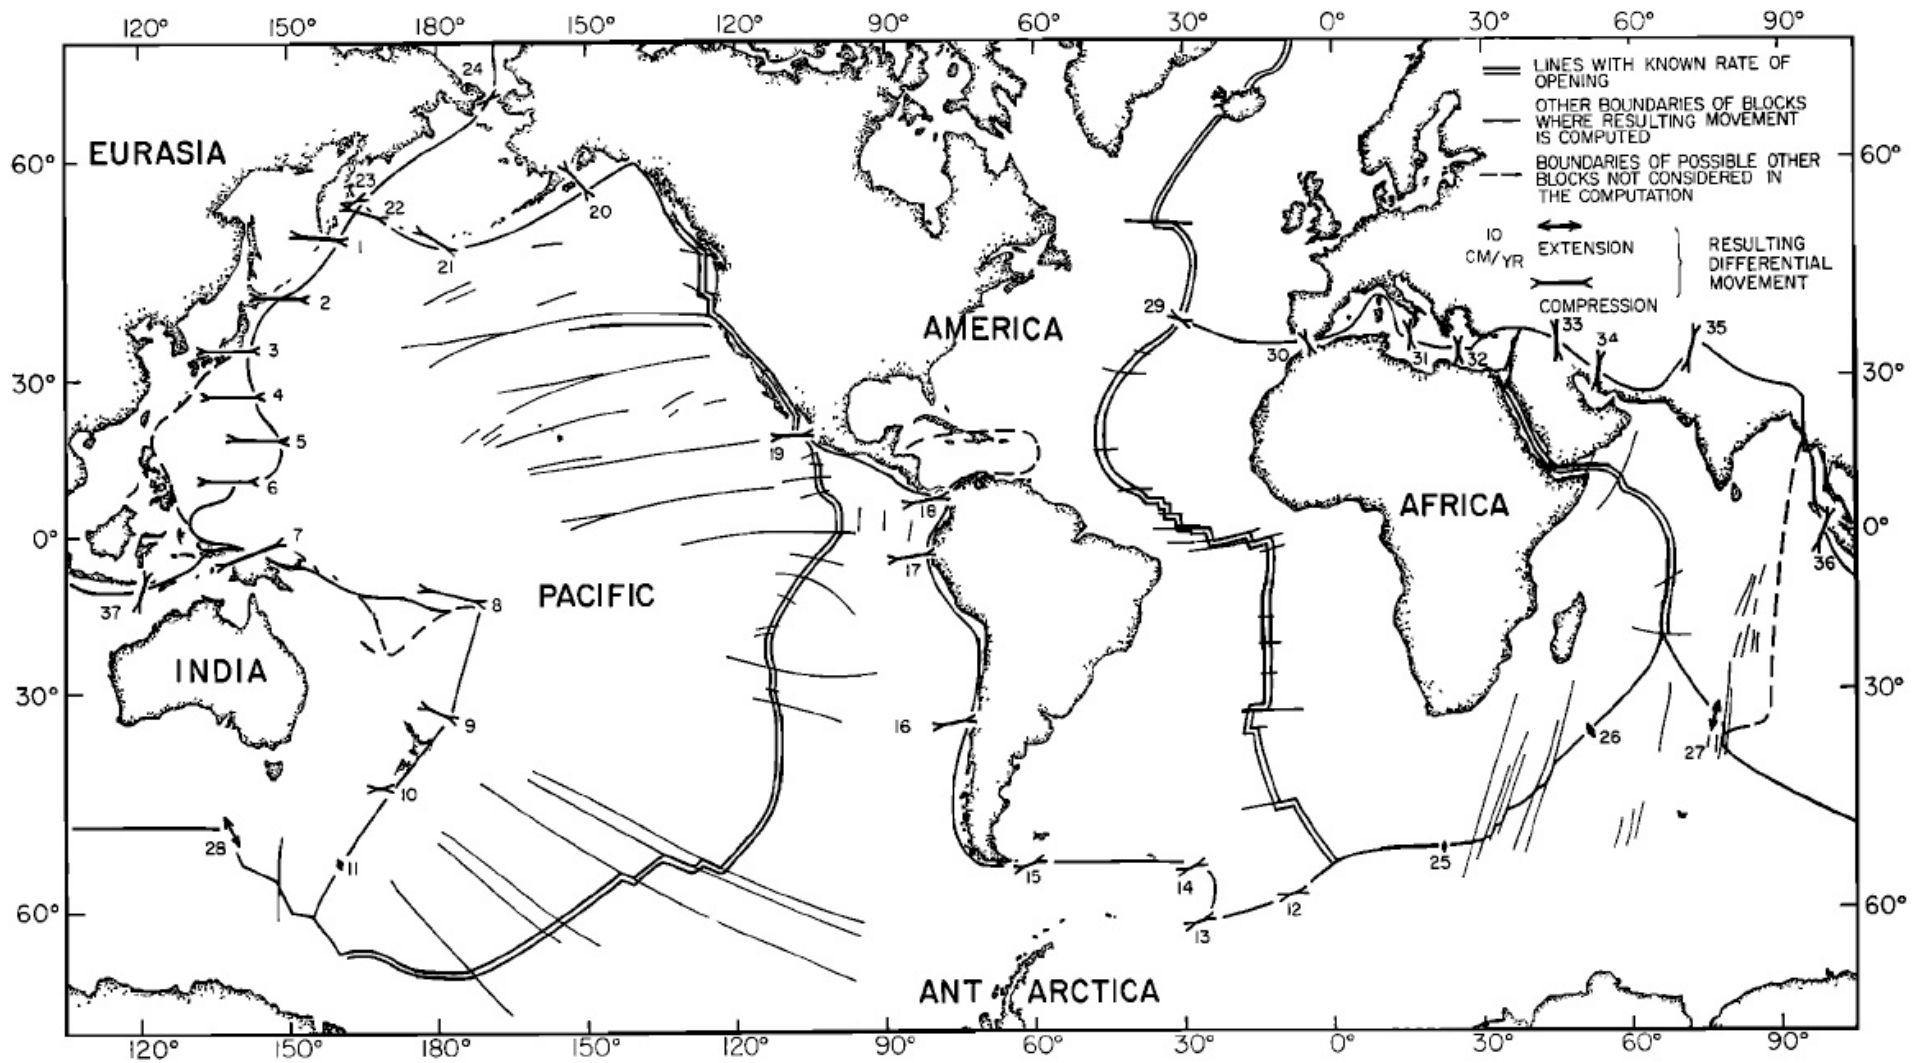 120° 150° 180° 150° 120° 90° 60° 30° 0° 30° 60° 90°
24
LINES WITH KNOWN RATE OF
OPENING
OTHER BOUNDARIES OF BLOCKS
WHERE RESULTING MOVEMENT
IS COMPUTED
BOUNDARIES OF POSSIBLE OTHER
BLOCKS NOT CONSIDERED IN
THE COMPUTATION
10
CM/YR
EXTENSION
COMPRESSION
RESULTING
DIFFERENTIAL
MOVEMENT
EURASIA
60° 60°
23
22
20
1
21
2
29
AMERICA
33
35
34
3
30
31
32
30° 30°
4
5
19
6
18
AFRICA
0° 0°
7
17
36
PACIFIC
37
8
INDIA
30° 30°
9
16
26
27
10
28
11
15
14
25
12
60° 60°
13
ANT ARCTICA
120° 150° 180° 150° 120° 90° 60° 30° 0° 30° 60° 90°